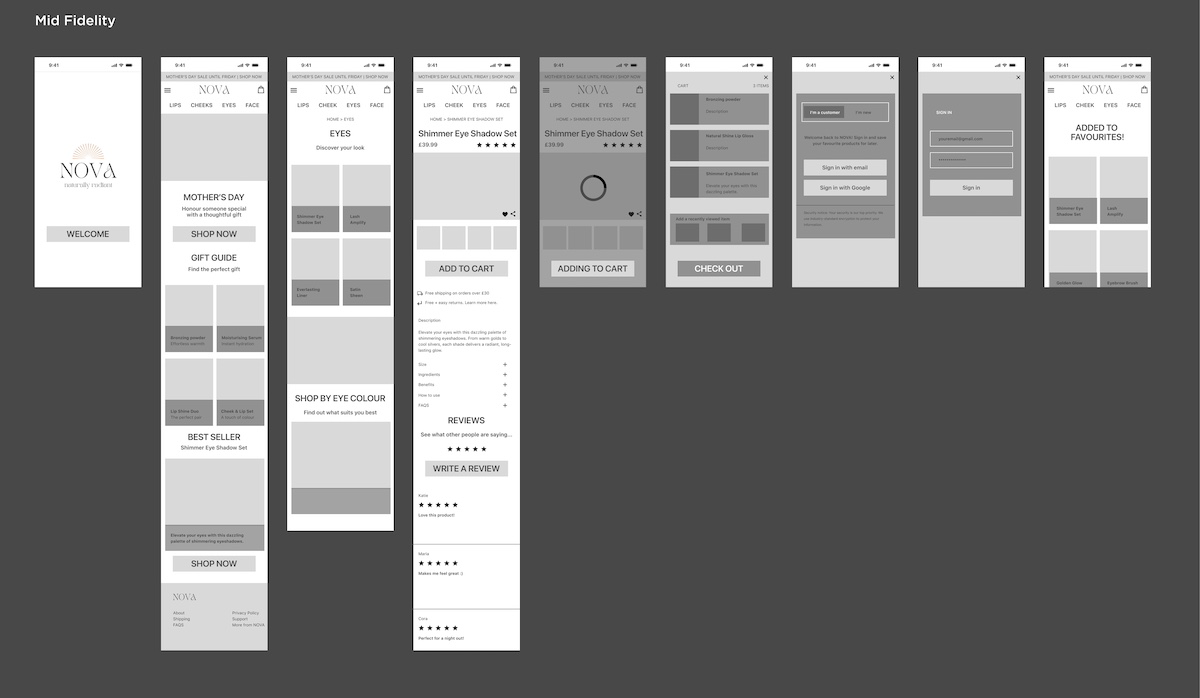 Mid Fidelity
9:41
NOVA
naturally radiant
WELCOME
9:41
MOTHER'S DAY SALE UNTIL FRIDAY | SHOP NOW
NOVA
LIPS CHEEKS EYES FACE
MOTHER'S DAY
Honour someone special
with a thoughtful gift
SHOP NOW
GIFT GUIDE
Find the perfect gift
Bronzing powder
Effortless warmth
Moisturising Serum
Instant hydration
Lip Shine Duo
The perfect pair
Cheek & Lip Set
A touch of colour
BEST SELLER
Shimmer Eye Shadow Set
Elevate your eyes with this dazzling
palette of shimmering eyeshadows.
SHOP NOW
NOVA
About
Shipping
FAQS
Privacy Policy
Support
More from NOVA
9:41
MOTHER'S DAY SALE UNTIL FRIDAY | SHOP NOW
NOVA
LIPS CHEEK EYES FACE
HOME > EYES
EYES
Discover your look
Shimmer Eye
Shadow Set
Lash
Amplify
Everlasting
Liner
Satin
Sheen
SHOP BY EYE COLOUR
Find out what suits you best
9:41
MOTHER'S DAY SALE UNTIL FRIDAY | SHOP NOW
NOVA
LIPS CHEEK EYES FACE
HOME > SHIMMER EYE SHADOW SET
Shimmer Eye Shadow Set
£39.99
ADD TO CART
Free shipping on orders over £30
Free + easy returns. Learn more here.
Description
Elevate your eyes with this dazzling palette of
shimmering eyeshadows. From warm golds to
cool silvers, each shade delivers a radiant, long-
lasting glow.
Size +
Ingredients +
Benefits +
How to use +
FAQS +
REVIEWS
See what other people are saying...
WRITE A REVIEW
Katie
Love this product!
Maria
Makes me feel great :)
Cara
Perfect for a night out!
9:41
MOTHER'S DAY SALE UNTIL FRIDAY | SHOP NOW
NOVA
LIPS CHEEK EYES FACE
HOME > SHIMMER EYE SHADOW SET
Shimmer Eye Shadow Set
£39.99
ADDING TO CART
9:41
CART
3 ITEMS
Bronzing powder
Description
Natural Shine Lip Gloss
Description
Shimmer Eye Shadow Set
Elevate your eyes with this
dazzling palette.
Add a recently viewed item
CHECK OUT
9:41
I'm a customer
I'm new
Welcome back to NOVA! Sign in and save
your favourite products for later.
Sign in with email
Sign in with Google
9:41
SIGN IN
youremail@gmail.com
Sign in
9:41
MOTHER'S DAY SALE UNTIL FRIDAY | SHOP NOW
NOVA
LIPS CHEEK EYES FACE
ADDED TO
FAVOURITES!
Shimmer Eye
Shadow Set
Lash
Amplify
Golden Glow
Eyebrow Brush